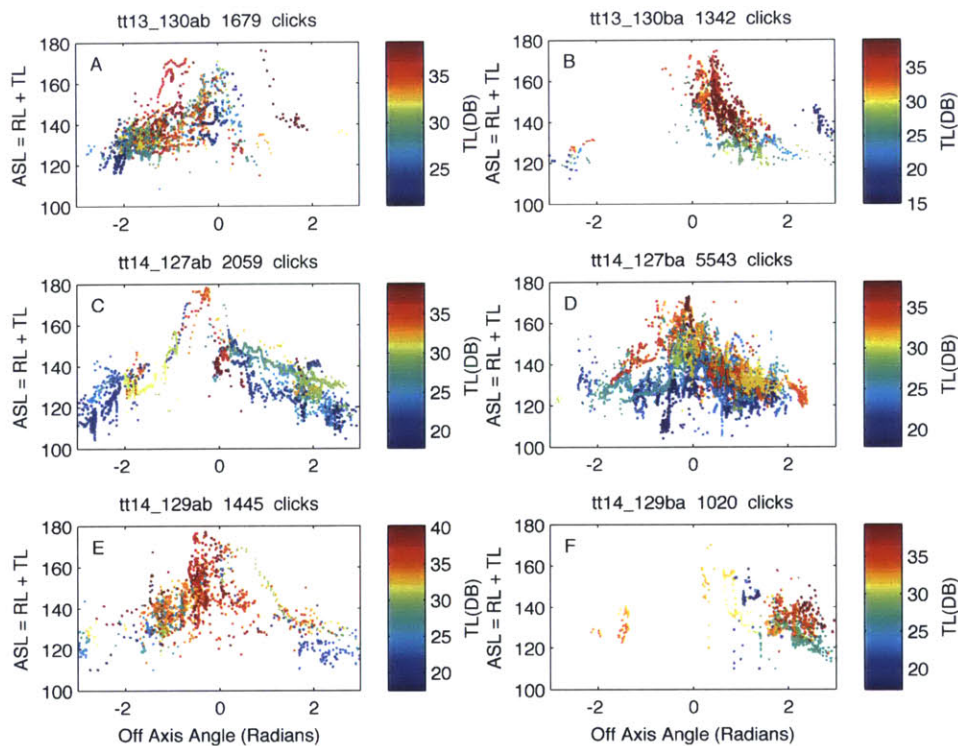 tt13_130ab 1679 clicks
A
ASL = RL + TL
180
160
140
120
100
-2
0
2
TL(DB)
35
30
25
tt13_130ba 1342 clicks
B
ASL = RL + TL
180
160
140
120
100
-2
0
2
TL(DB)
35
30
25
20
15
tt14_127ab 2059 clicks
C
ASL = RL + TL
180
160
140
120
100
-2
0
2
TL(DB)
35
30
25
20
tt14_127ba 5543 clicks
D
ASL = RL + TL
180
160
140
120
100
-2
0
2
TL(DB)
35
30
25
20
tt14_129ab 1445 clicks
E
ASL = RL + TL
180
160
140
120
100
-2
0
2
Off Axis Angle (Radians)
TL(DB)
40
35
30
25
20
tt14_129ba 1020 clicks
F
ASL = RL + TL
180
160
140
120
100
-2
0
2
Off Axis Angle (Radians)
TL(DB)
35
30
25
20